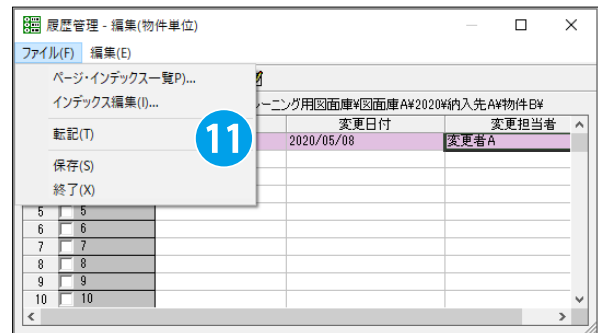 履歴管理 - 編集(物件単位)
ファイル(F) 編集(E)
ページ・インデックス一覧P)...
インデックス編集(I)...
転記(T)
保存(S)
終了(X)
11
ーニング用図面庫¥図面庫A¥2020¥納入先A¥物件B¥
変更日付 変更担当者
2020/05/08 変更者A
5 5
6 6
7 7
8 8
9 9
10 10